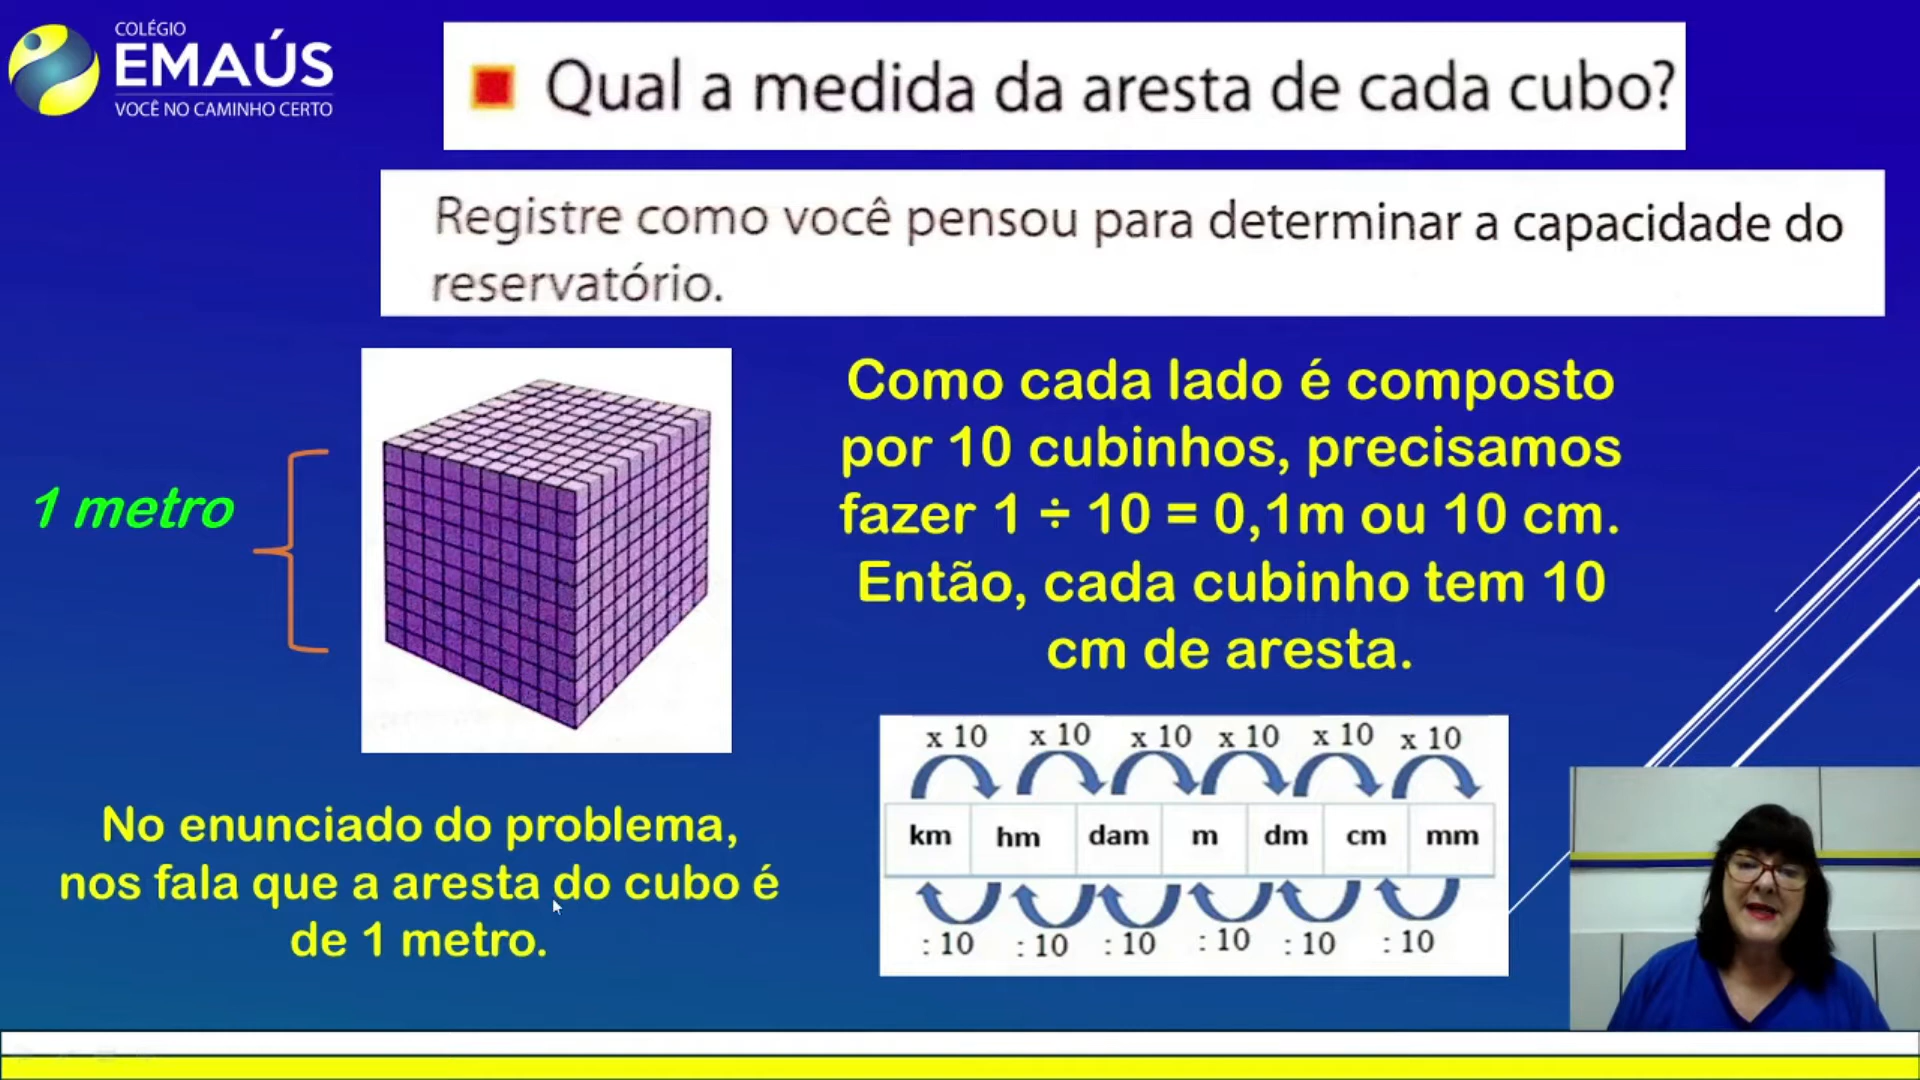 COLÉGIO
EMAÚS
VOCÊ NO CAMINHO CERTO
Qual a medida da aresta de cada cubo?
Registre como você pensou para determinar a capacidade do
reservatório.
1 metro
Como cada lado é composto
por 10 cubinhos, precisamos
fazer 1 ÷ 10 = 0,1m ou 10 cm.
Então, cada cubinho tem 10
cm de aresta.
No enunciado do problema,
nos fala que a aresta do cubo é
de 1 metro.
x 10 x 10 x 10 x 10 x 10 x 10
km hm dam m dm cm mm
: 10 : 10 : 10 : 10 : 10 : 10